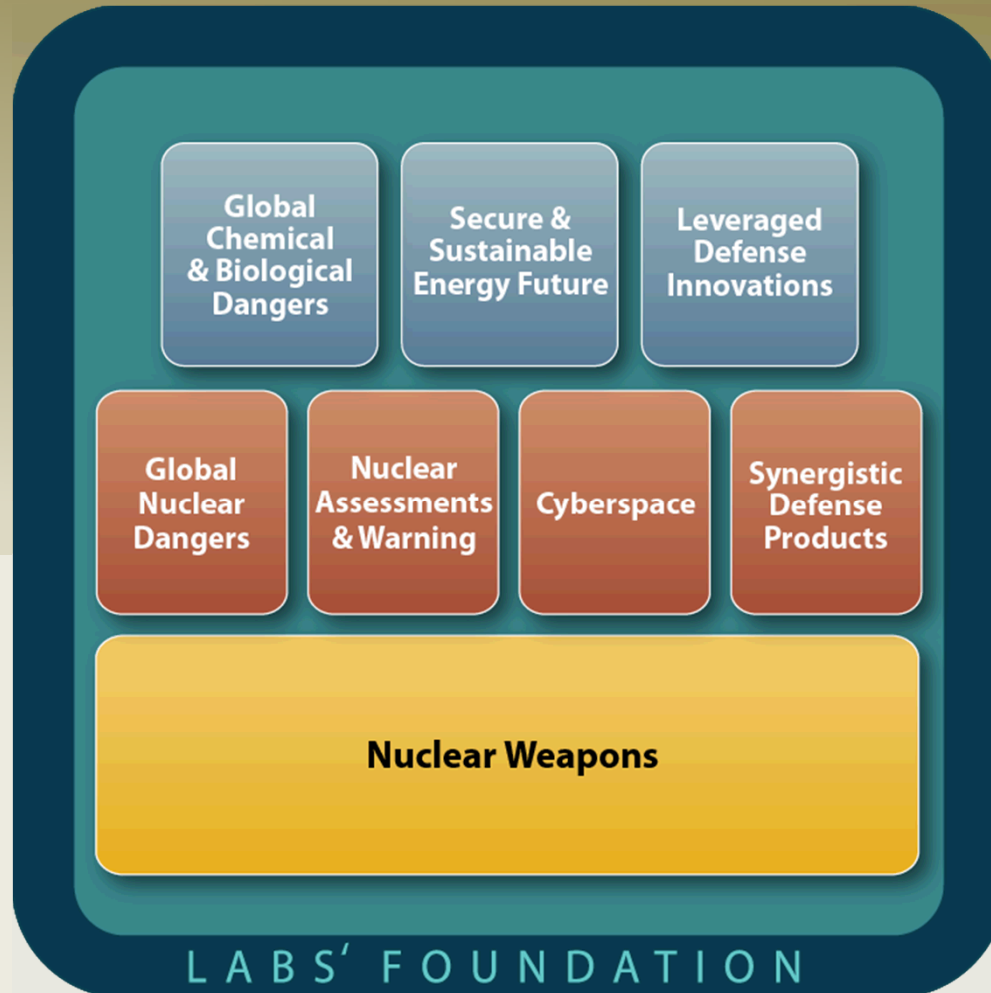 Global
Chemical
& Biological
Dangers
Secure &
Sustainable
Energy Future
Leveraged
Defense
Innovations
Global
Nuclear
Dangers
Nuclear
Assessments
& Warning
Cyberspace
Synergistic
Defense
Products
Nuclear Weapons
LABS' FOUNDATION